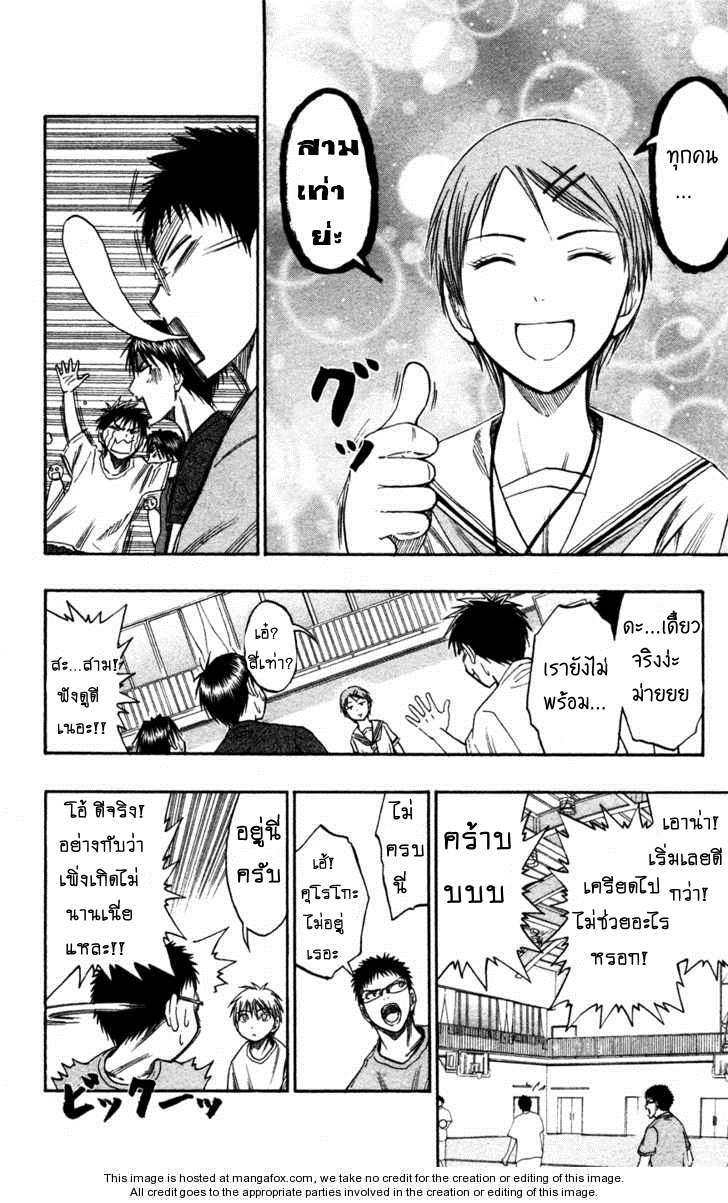 ทุกคน
...
สาม
เท่า
ย่ะ
グッ
ดะ...เดี๋ยว
จริงง่ะ
ม่ายยย
เรายังไม่
พร้อม...
เอ๋?
สี่เท่า?
สะ...สาม!
ฟังดูดี
เนอะ!!
เอาน่า!
เริ่มเลยดี
กว่า!
เครียดไป
ไม่ช่วยอะไร
หรอก!
คร้าบ
บบบ
ไม่
ครบ
นี่
เฮ้!
คุโรโกะ
ไม่อยู่
เรอะ
อยู่นี่
ครับ
โอ้ ดีจริง!
อย่างกับว่า
เพิ่งเกิดไม่
นานเนี่ย
แหละ!!
ビックーッ
This image is hosted at mangafox.com, we take no credit for the creation or editing of this image.
All credit goes to the appropriate parties involved in the creation or editing of this image.